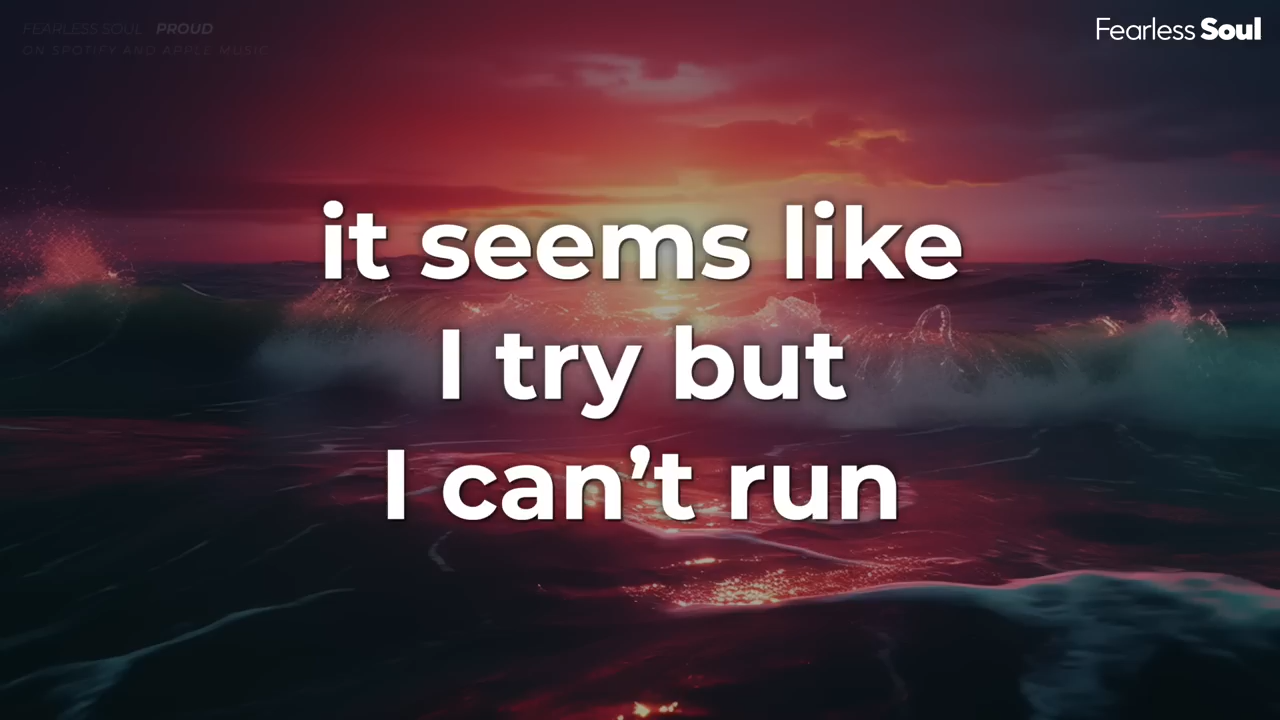 FEARLESS SOUL PROUD
ON SPOTIFY AND APPLE MUSIC
Fearless Soul
it seems like
I try but
I can’t run